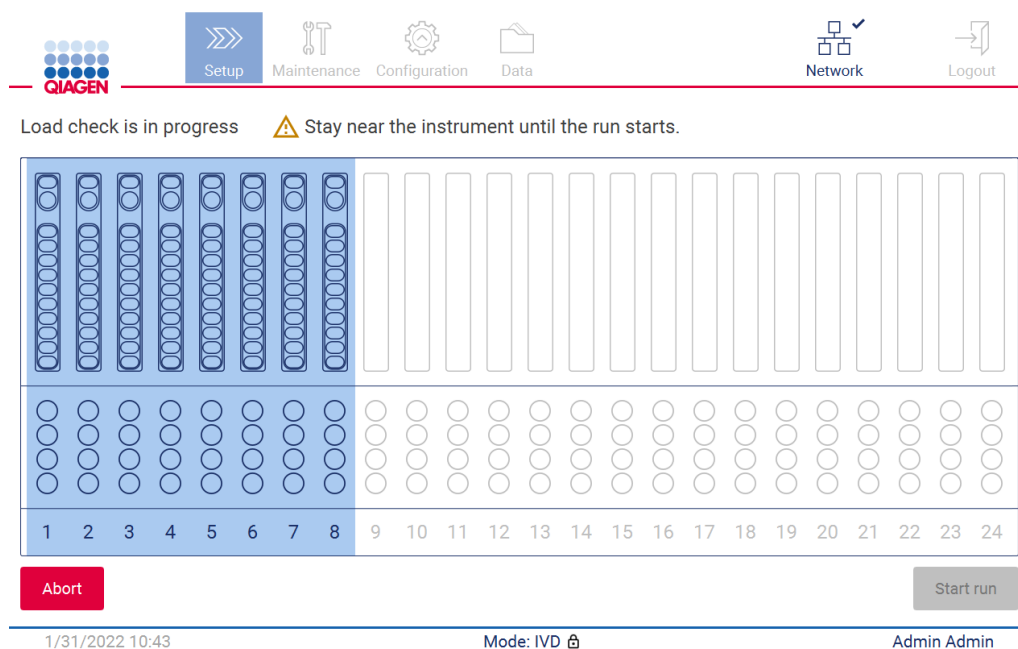 QIAGEN
Setup
Maintenance
Configuration
Data
Network
Logout
Load check is in progress
Stay near the instrument until the run starts.
1 2 3 4 5 6 7 8 9 10 11 12 13 14 15 16 17 18 19 20 21 22 23 24
Abort
Start run
1/31/2022 10:43
Mode: IVD
Admin Admin